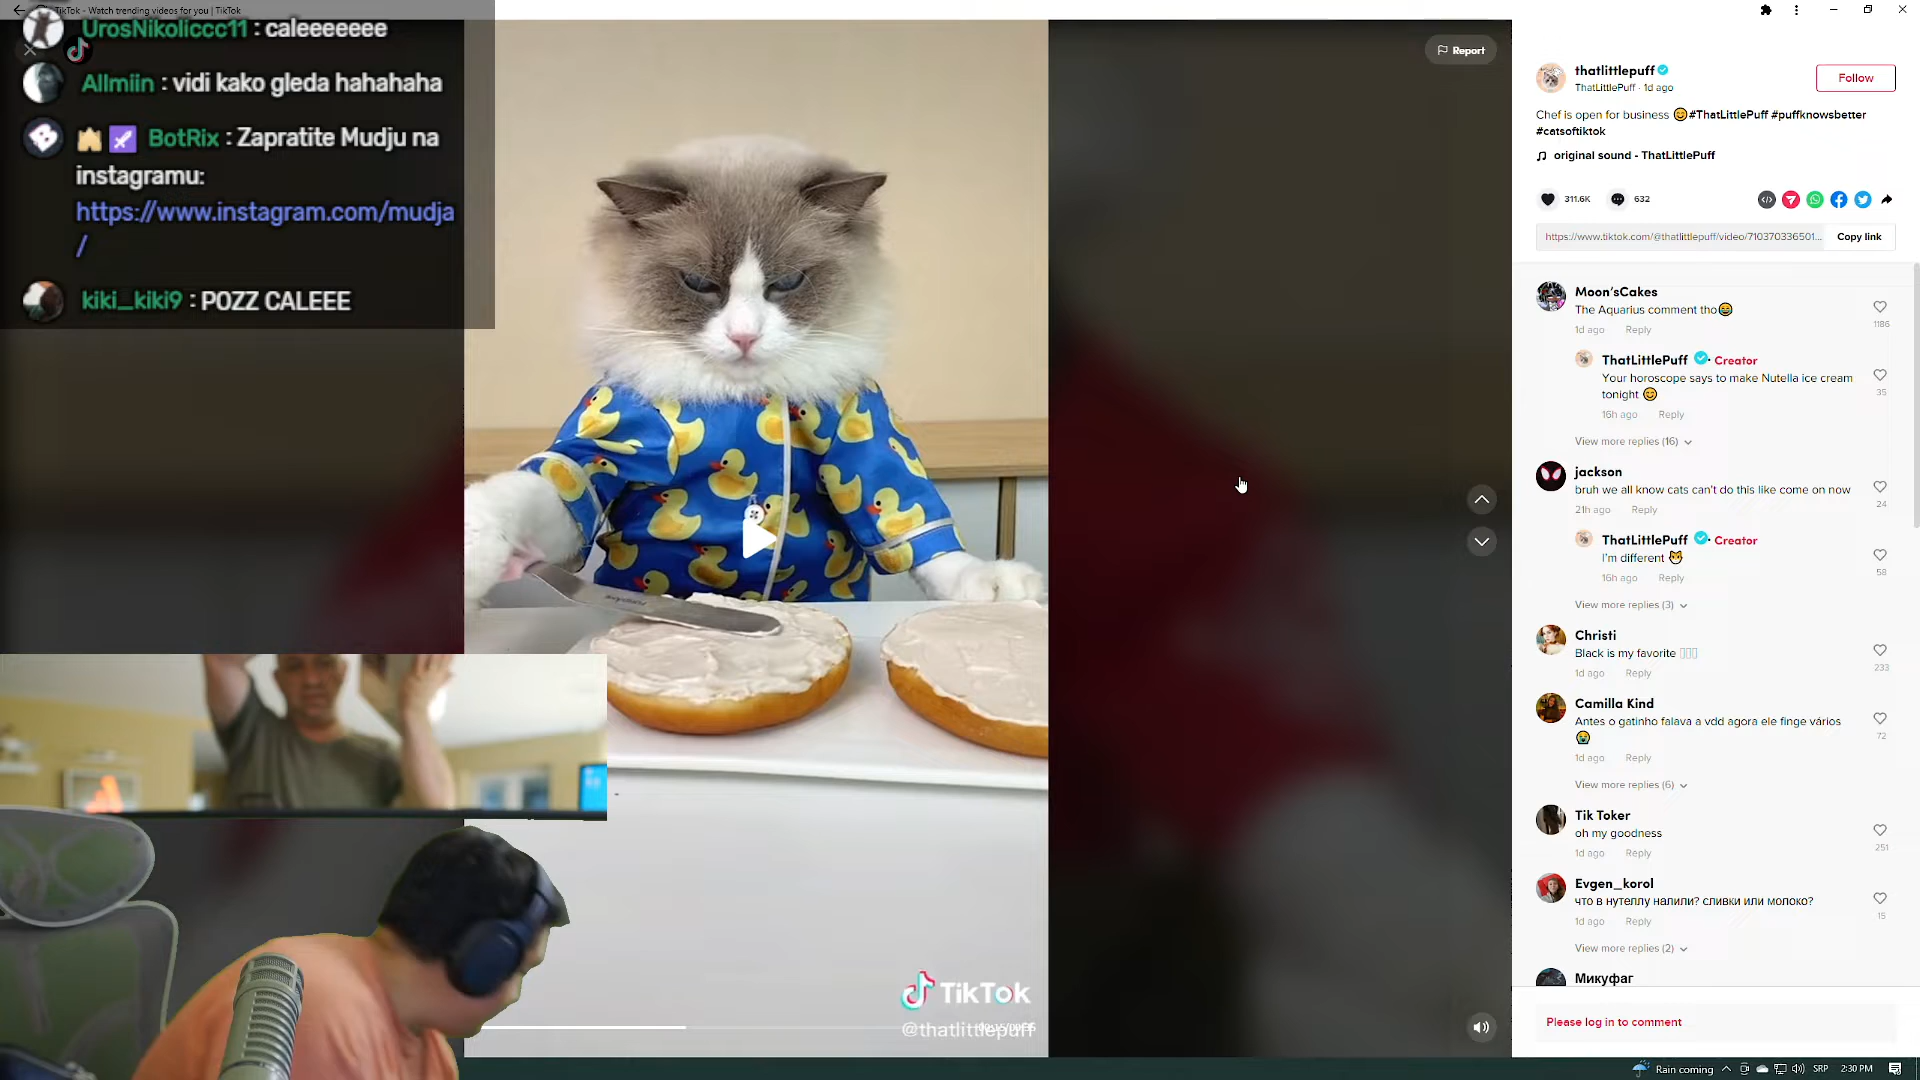 TikTok - Watch trending videos for you | TikTok
UrosNikoliccc11 : caleeeeeee
Allmiin : vidi kako gleda hahahaha
BotRix : Zapratite Mudju na
instagramu:
https://www.instagram.com/mudja
/
kiki_kiki9 : POZZ CALEEE
Report
TikTok
@thatlittlepuff
thatlittlepuff
ThatLittlePuff · 1d ago
Follow
Chef is open for business 😊#ThatLittlePuff #puffknowsbetter
#catsoftiktok
original sound - ThatLittlePuff
311.6K
632
https://www.tiktok.com/@thatlittlepuff/video/710370336501...
Copy link
Moon'sCakes
The Aquarius comment tho😂
1d ago Reply
1186
ThatLittlePuff · Creator
Your horoscope says to make Nutella ice cream
tonight 😊
16h ago Reply
35
View more replies (16)
jackson
bruh we all know cats can't do this like come on now
21h ago Reply
24
ThatLittlePuff · Creator
I'm different 😼
16h ago Reply
58
View more replies (3)
Christi
Black is my favorite
1d ago Reply
233
Camilla Kind
Antes o gatinho falava a vdd agora ele finge vários
😭
1d ago Reply
72
View more replies (6)
Tik Toker
oh my goodness
1d ago Reply
251
Evgen_korol
что в нутеллу налили? сливки или молоко?
1d ago Reply
15
View more replies (2)
Микуфаг
Please log in to comment
Rain coming
SRP
2:30 PM